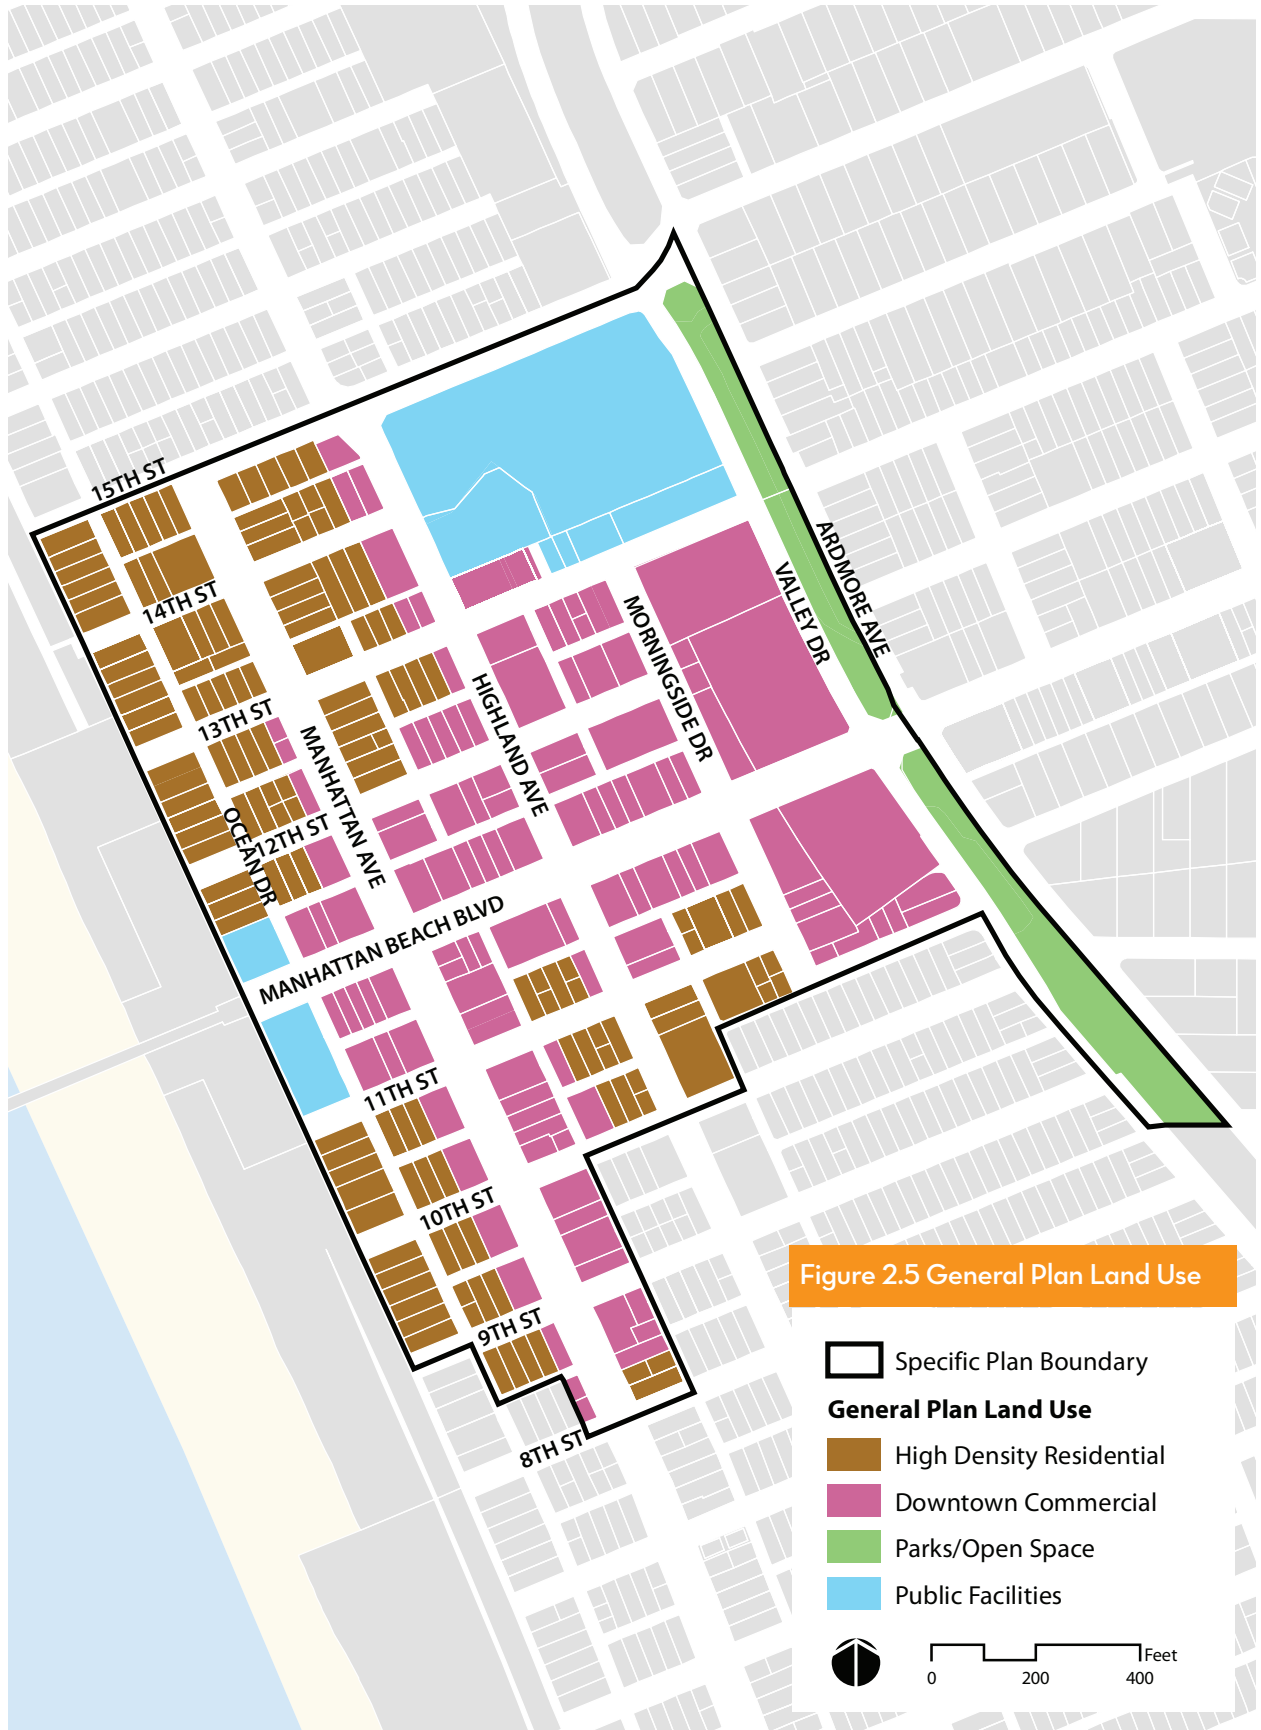 15TH ST
14TH ST
13TH ST
12TH ST
OCEAN DR
MANHATTAN AVE
HIGHLAND AVE
MORNINGSIDE DR
VALLEY DR
ARDMORE AVE
MANHATTAN BEACH BLVD
11TH ST
10TH ST
9TH ST
8TH ST
Figure 2.5 General Plan Land Use
Specific Plan Boundary
General Plan Land Use
High Density Residential
Downtown Commercial
Parks/Open Space
Public Facilities
Feet
0 200 400